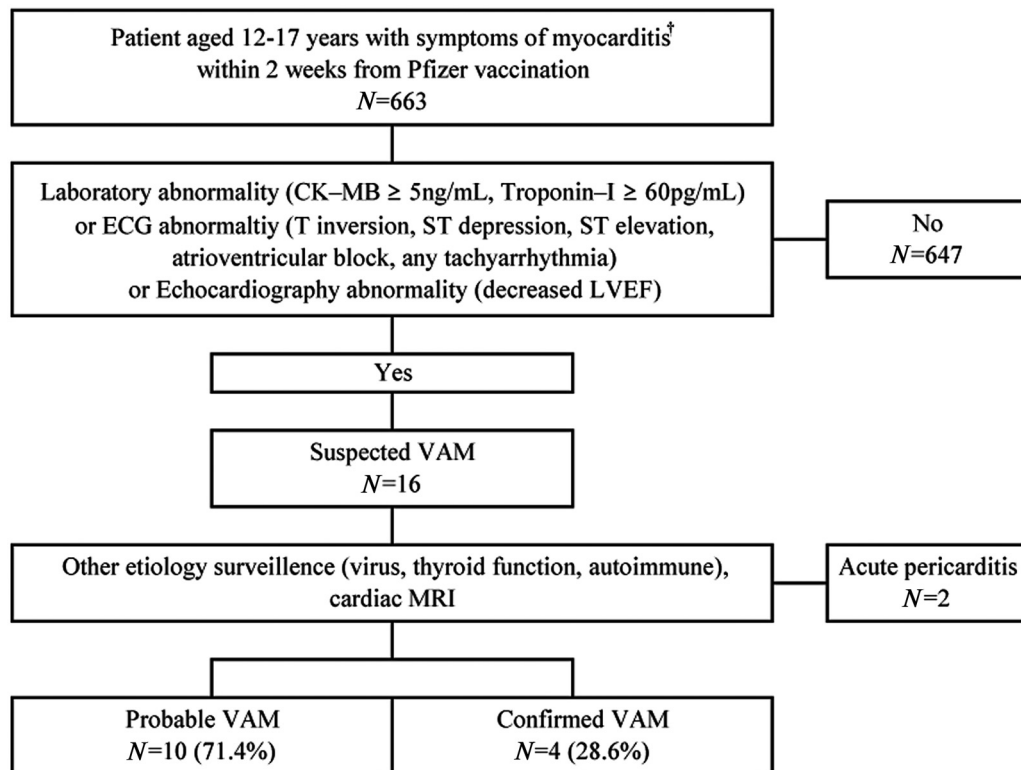 Patient aged 12-17 years with symptoms of myocarditis†
within 2 weeks from Pfizer vaccination
N=663
Laboratory abnormality (CK–MB ≥ 5ng/mL, Troponin–I ≥ 60pg/mL)
or ECG abnormaltiy (T inversion, ST depression, ST elevation,
atrioventricular block, any tachyarrhythmia)
or Echocardiography abnormality (decreased LVEF)
No
N=647
Yes
Suspected VAM
N=16
Other etiology surveillence (virus, thyroid function, autoimmune),
cardiac MRI
Acute pericarditis
N=2
Probable VAM
N=10 (71.4%)
Confirmed VAM
N=4 (28.6%)